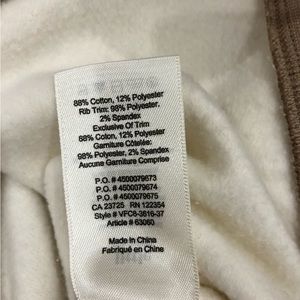 88% Cotton, 12% Polyester
Rib Trim: 98% Polyester,
2% Spandex
Exclusive Of Trim
88% Coton, 12% Polyester
Garniture Côtelée:
98% Polyester, 2% Spandex
Aucune Garniture Comprise
P.O. # 4500079673
P.O. # 4500079674
P.O. # 4500079675
CA 23725 RN 122354
Style # VFC8-3616-37
Article # 63060
Made in China
Fabriqué en Chine